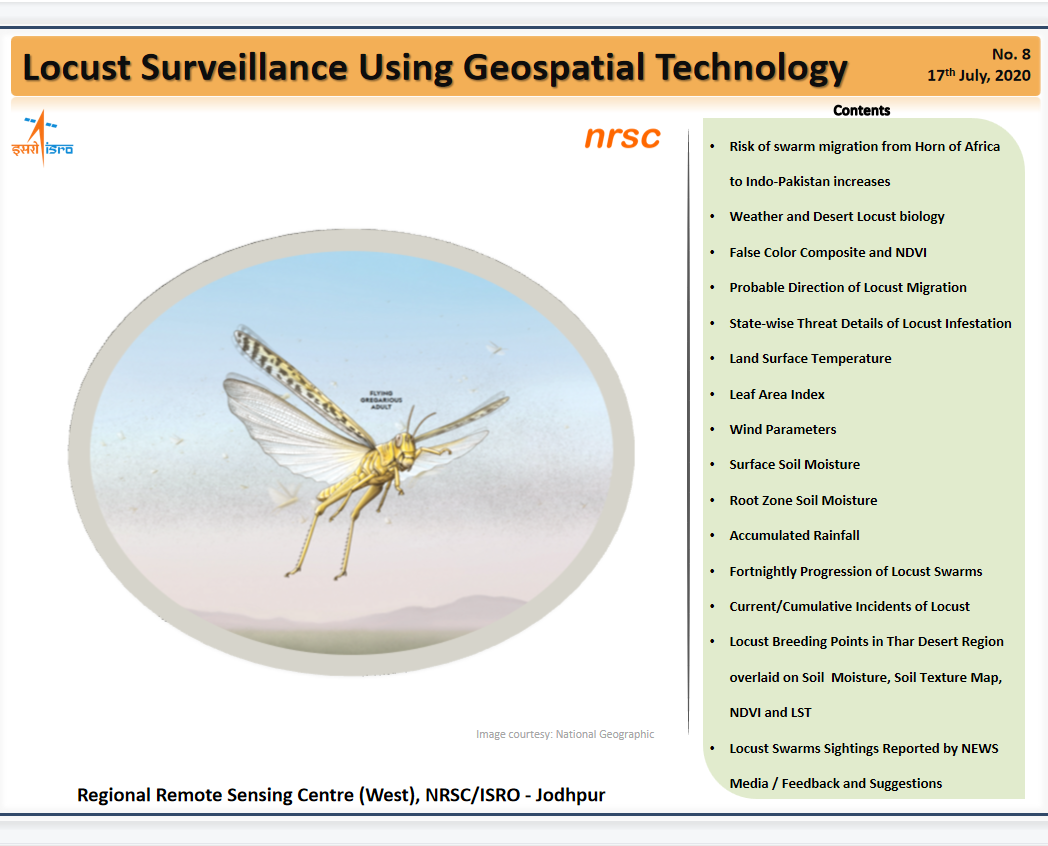 Locust Surveillance Using Geospatial Technology
No. 8
17th July, 2020
इसरो isro
nrsc
Contents
• Risk of swarm migration from Horn of Africa
to Indo-Pakistan increases
• Weather and Desert Locust biology
• False Color Composite and NDVI
• Probable Direction of Locust Migration
• State-wise Threat Details of Locust Infestation
• Land Surface Temperature
• Leaf Area Index
• Wind Parameters
• Surface Soil Moisture
• Root Zone Soil Moisture
• Accumulated Rainfall
• Fortnightly Progression of Locust Swarms
• Current/Cumulative Incidents of Locust
• Locust Breeding Points in Thar Desert Region
overlaid on Soil Moisture, Soil Texture Map,
NDVI and LST
• Locust Swarms Sightings Reported by NEWS
Media / Feedback and Suggestions
FLYING
GREGARIOUS
ADULT
Image courtesy: National Geographic
Regional Remote Sensing Centre (West), NRSC/ISRO - Jodhpur